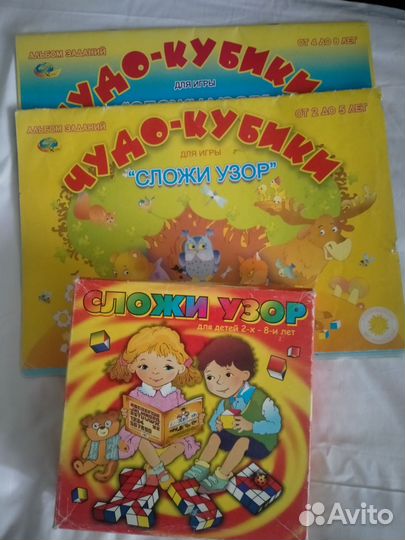 АЛЬБОМ ЗАДАНИЙ
ОТ 4 ДО 8 ЛЕТ
ЧУДО-КУБИКИ
ДЛЯ ИГРЫ
АЛЬБОМ ЗАДАНИЙ
ОТ 2 ДО 5 ЛЕТ
ЧУДО-КУБИКИ
ДЛЯ ИГРЫ
"СЛОЖИ УЗОР"
СЛОЖИ УЗОР
для детей 2-х - 8-и лет
Avito